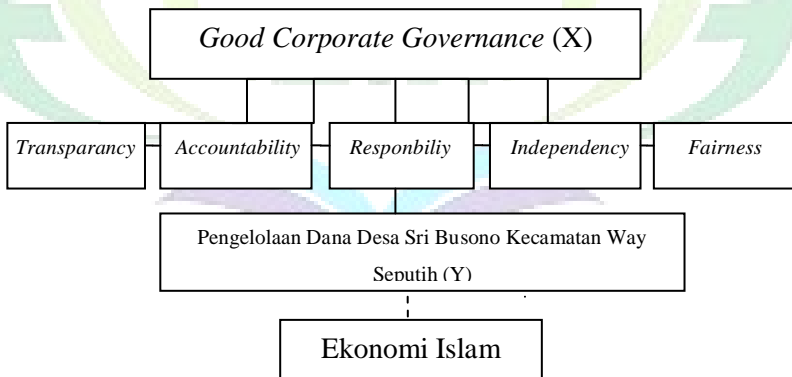 Good Corporate Governance (X)
Transparancy Accountability Responbiliy Independency Fairness
Pengelolaan Dana Desa Sri Busono Kecamatan Way
Seputih (Y)
Ekonomi Islam